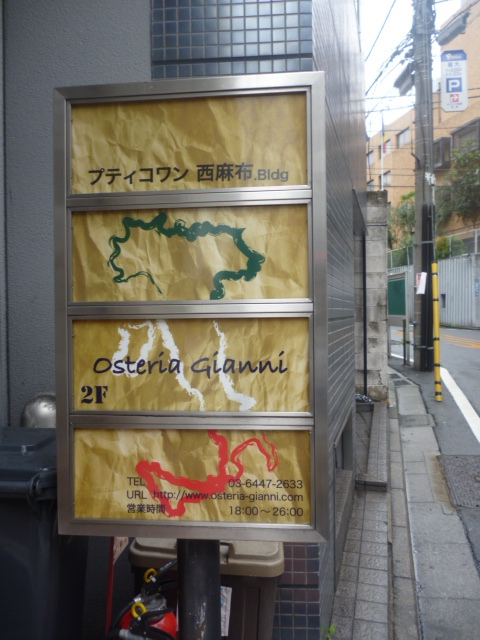 プティコワン 西麻布.Bldg
Osteria Gianni
2F
TEL 03-6447-2633
URL http://www.osteria-gianni.com
営業時間 18:00～26:00
P